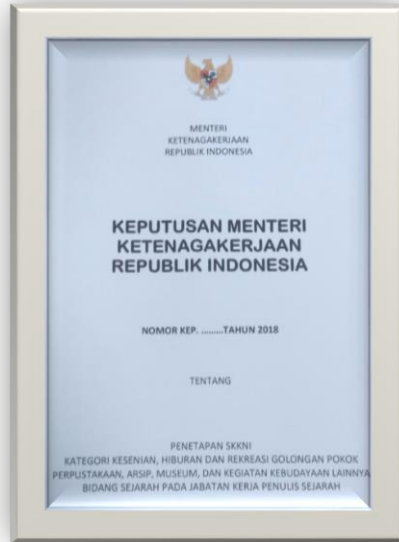 MENTERI
KETENAGAKERJAAN
REPUBLIK INDONESIA
KEPUTUSAN MENTERI
KETENAGAKERJAAN
REPUBLIK INDONESIA
NOMOR KEP. ........TAHUN 2018
TENTANG
PENETAPAN SKKNI
KATEGORI KESENIAN, HIBURAN DAN REKREASI GOLONGAN POKOK
PERPUSTAKAAN, ARSIP, MUSEUM, DAN KEGIATAN KEBUDAYAAN LAINNYA
BIDANG SEJARAH PADA JABATAN KERJA PENULIS SEJARAH